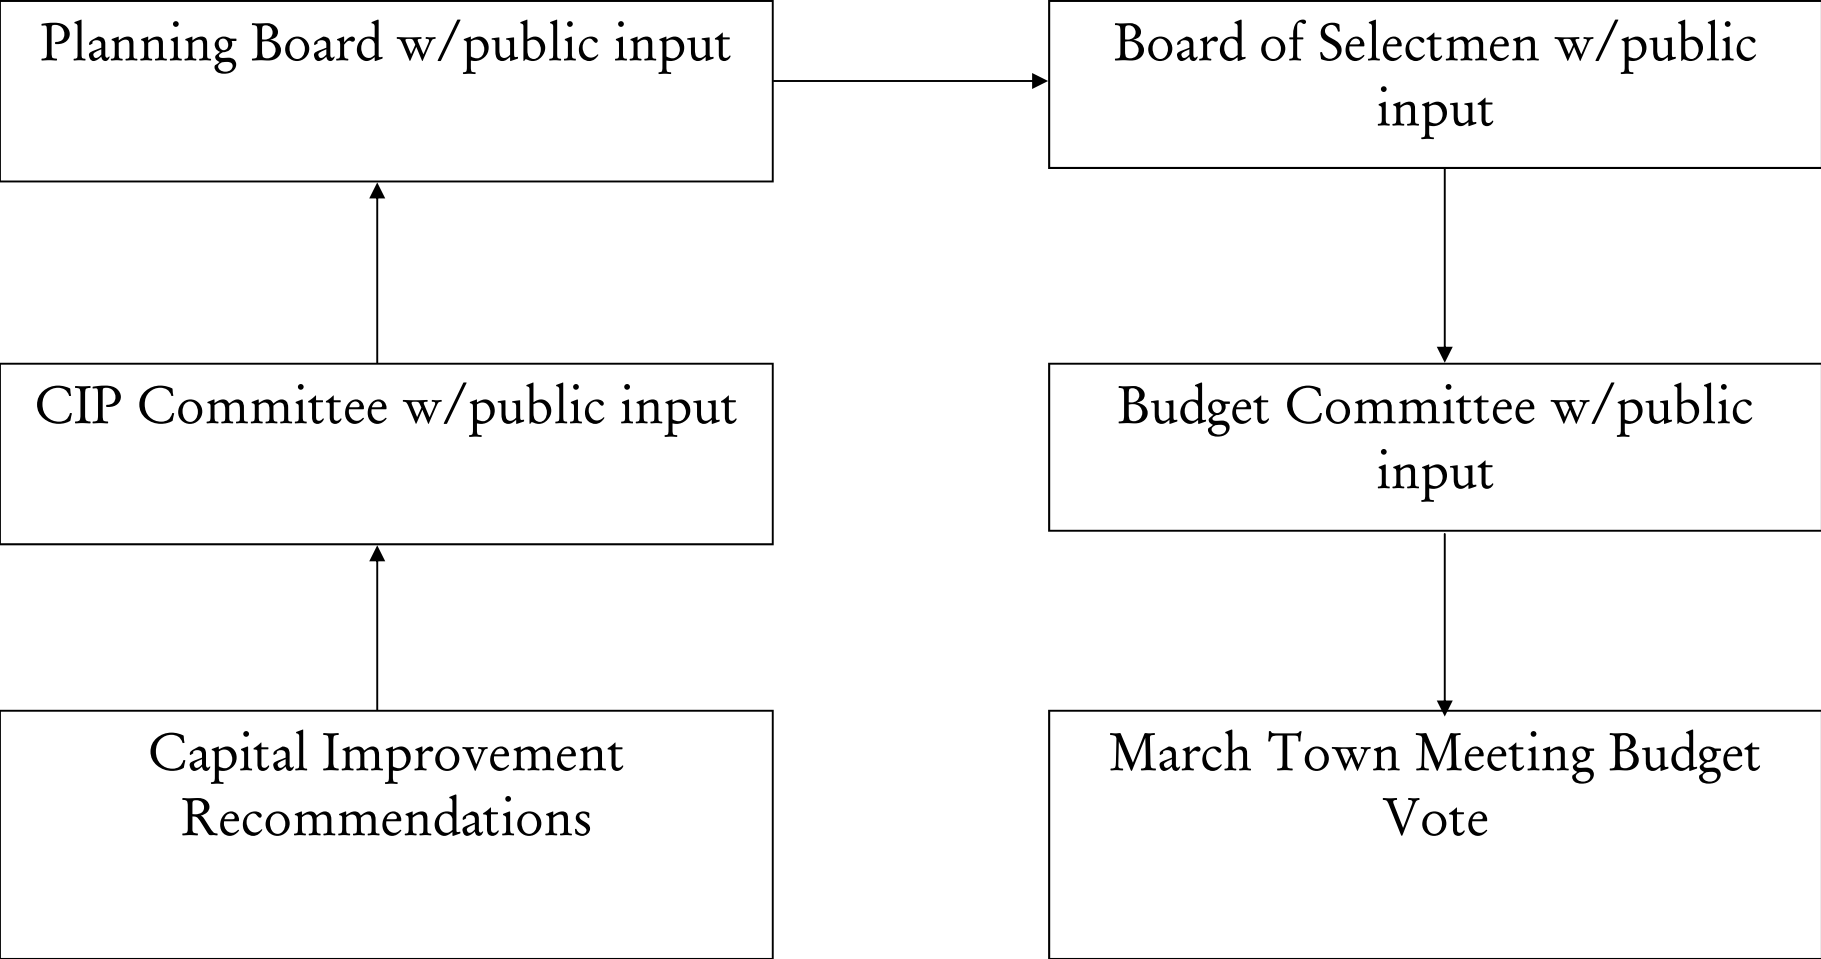 Planning Board w/public input
Board of Selectmen w/public
input
CIP Committee w/public input
Budget Committee w/public
input
Capital Improvement
Recommendations
March Town Meeting Budget
Vote